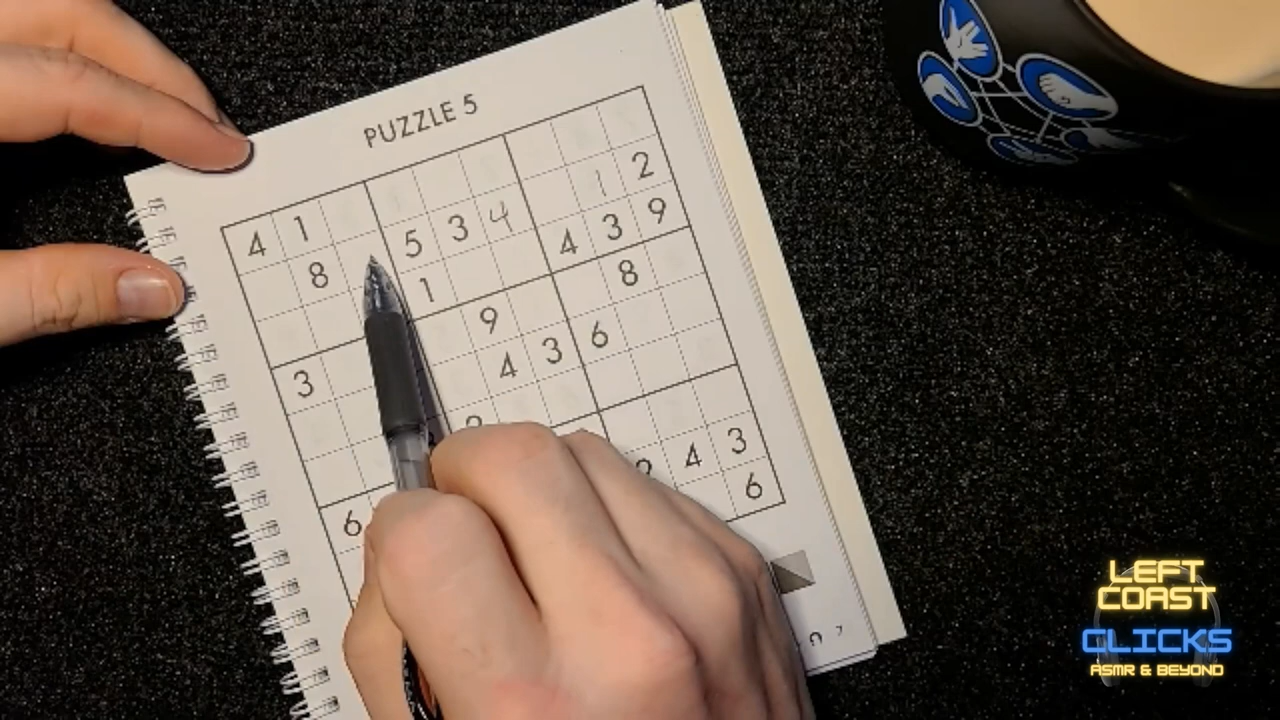 PUZZLE 5
4 1
8 5 3 4 1 2
1 4 3 9
3 9 8
4 3 6
6
4 3
6
LEFT
COAST
CLICKS
ASMR & BEYOND